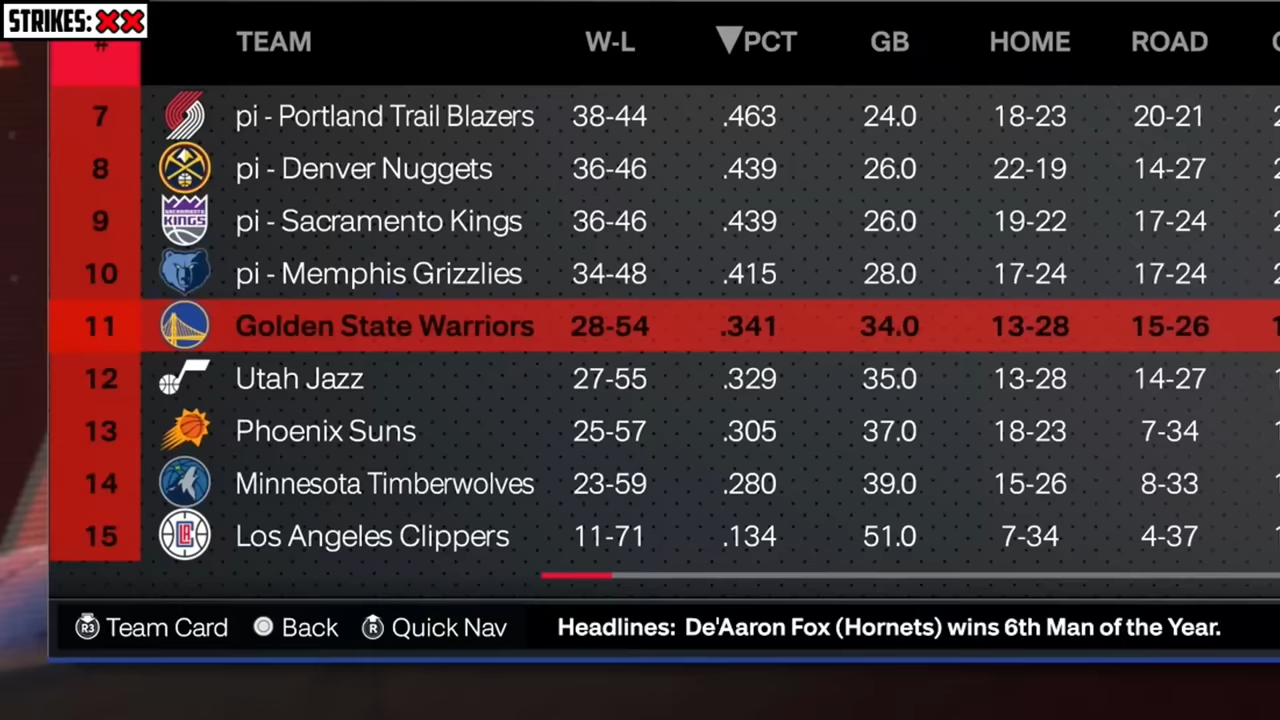 STRIKES: XX
# TEAM W-L ▼PCT GB HOME ROAD
7 pi - Portland Trail Blazers 38-44 .463 24.0 18-23 20-21
8 pi - Denver Nuggets 36-46 .439 26.0 22-19 14-27
9 SACRAMENTO KINGS pi - Sacramento Kings 36-46 .439 26.0 19-22 17-24
10 pi - Memphis Grizzlies 34-48 .415 28.0 17-24 17-24
11 Golden State Warriors 28-54 .341 34.0 13-28 15-26
12 Utah Jazz 27-55 .329 35.0 13-28 14-27
13 Phoenix Suns 25-57 .305 37.0 18-23 7-34
14 Minnesota Timberwolves 23-59 .280 39.0 15-26 8-33
15 Los Angeles Clippers 11-71 .134 51.0 7-34 4-37
R3 Team Card Back R Quick Nav Headlines: De'Aaron Fox (Hornets) wins 6th Man of the Year.